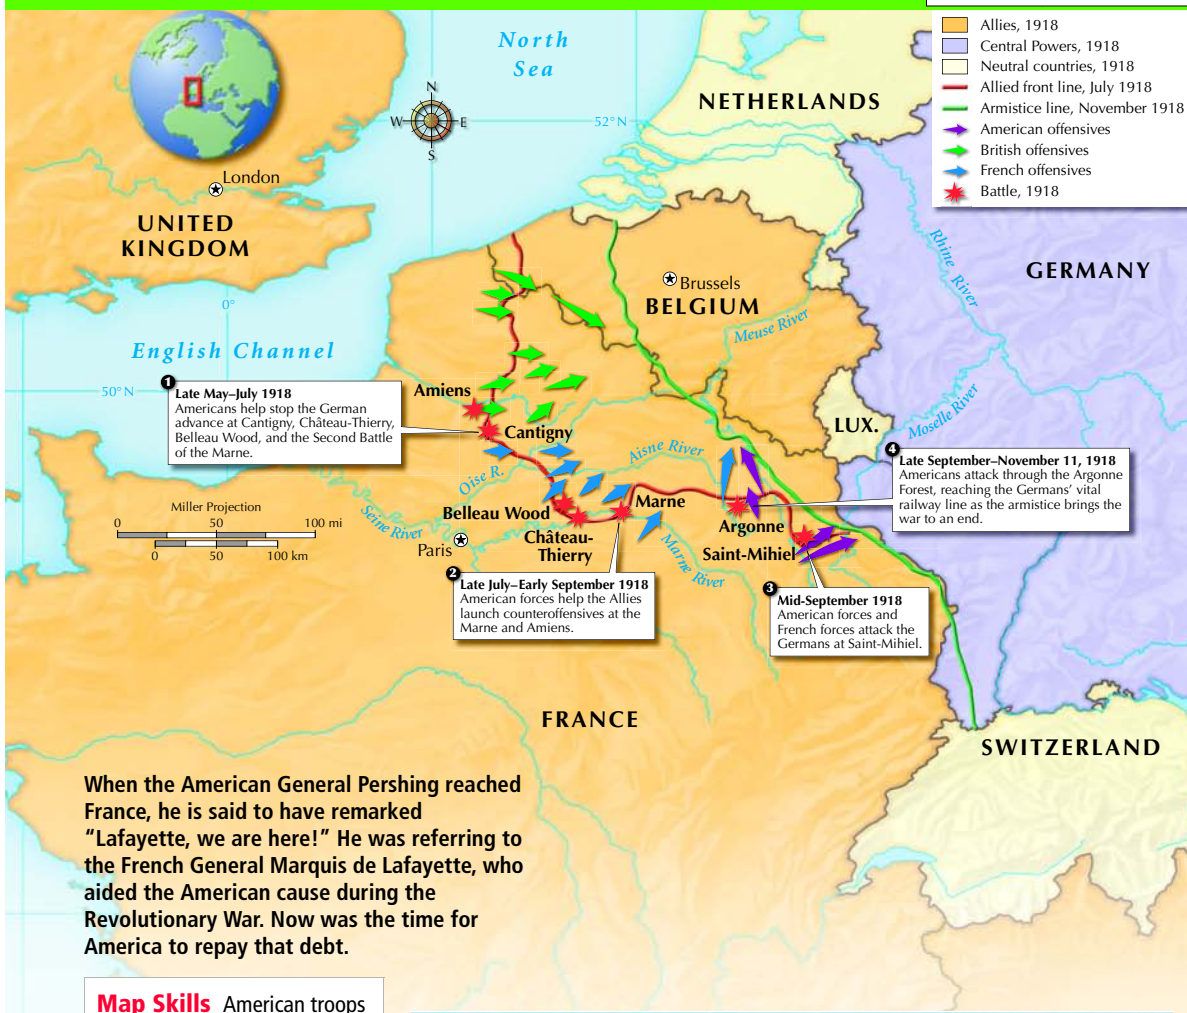 North
Sea
NETHERLANDS
52°N
N
W
E
S
Allies, 1918
Central Powers, 1918
Neutral countries, 1918
Allied front line, July 1918
Armistice line, November 1918
American offensives
British offensives
French offensives
Battle, 1918
London
UNITED
KINGDOM
0°
English Channel
50°N
Brussels
BELGIUM
Meuse River
Rhine River
GERMANY
1
Late May–July 1918
Americans help stop the German
advance at Cantigny, Château-Thierry,
Belleau Wood, and the Second Battle
of the Marne.
Amiens
Cantigny
LUX.
Moselle River
Aisne River
Oise R.
4
Late September–November 11, 1918
Americans attack through the Argonne
Forest, reaching the Germans' vital
railway line as the armistice brings the
war to an end.
Miller Projection
0
50
100 mi
0
50
100 km
Seine River
Paris
Belleau Wood
Château-
Thierry
Marne
Argonne
Saint-Mihiel
Marne River
2
Late July–Early September 1918
American forces help the Allies
launch counteroffensives at the
Marne and Amiens.
3
Mid-September 1918
American forces and
French forces attack the
Germans at Saint-Mihiel.
FRANCE
SWITZERLAND
When the American General Pershing reached
France, he is said to have remarked
"Lafayette, we are here!" He was referring to
the French General Marquis de Lafayette, who
aided the American cause during the
Revolutionary War. Now was the time for
America to repay that debt.
Map Skills American troops